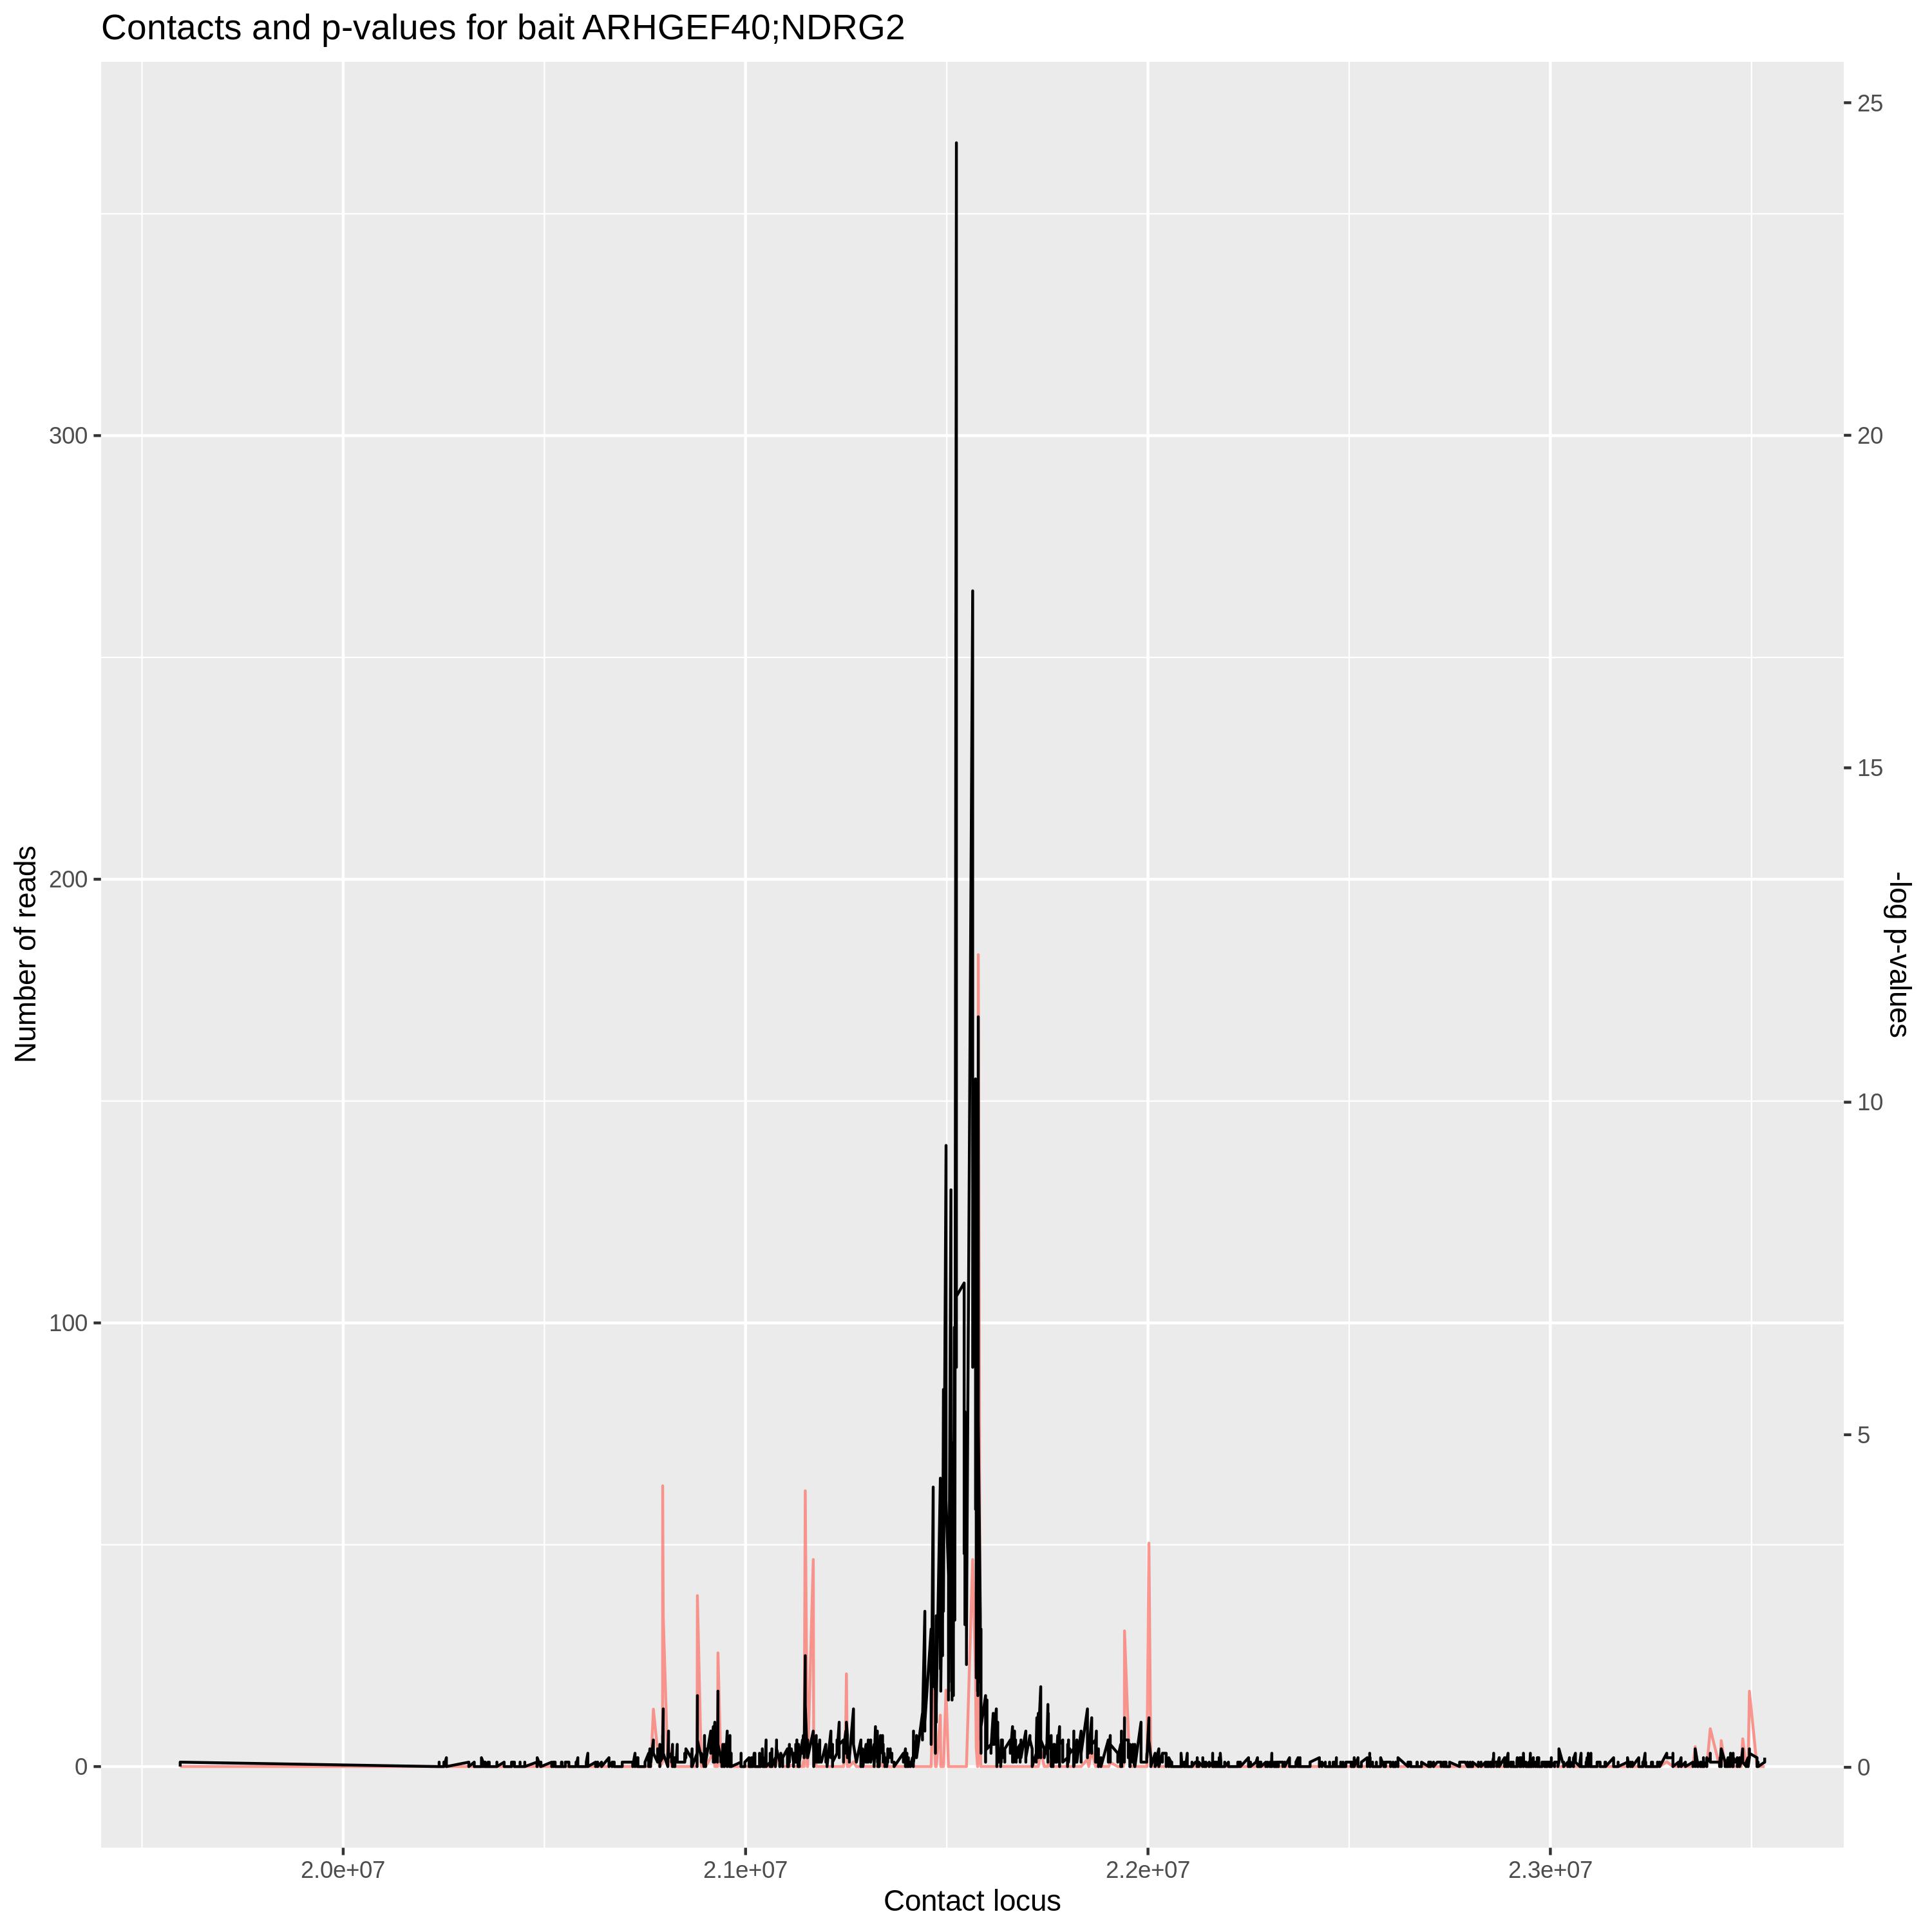 Contacts and p-values for bait ARHGEF40;NDRG2
Number of reads
300
200
100
0
25
20
15
10
5
0
-log p-values
2.0e+07
2.1e+07
2.2e+07
2.3e+07
Contact locus